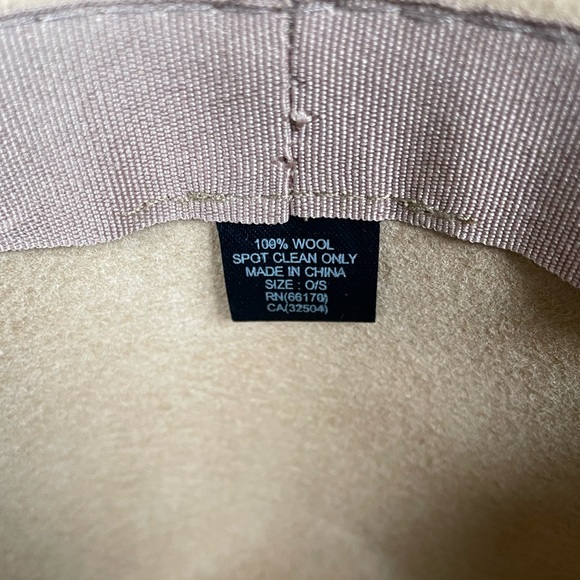 100% WOOL
SPOT CLEAN ONLY
MADE IN CHINA
SIZE : O/S
RN(66170)
CA(32504)